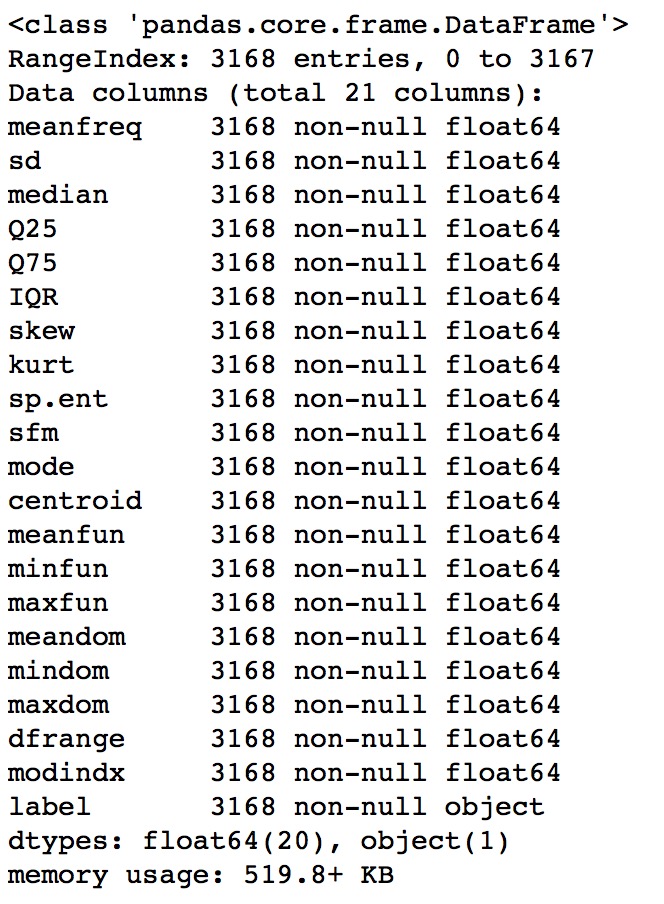 <class 'pandas.core.frame.DataFrame'>
RangeIndex: 3168 entries, 0 to 3167
Data columns (total 21 columns):
meanfreq    3168 non-null float64
sd          3168 non-null float64
median      3168 non-null float64
Q25         3168 non-null float64
Q75         3168 non-null float64
IQR         3168 non-null float64
skew        3168 non-null float64
kurt        3168 non-null float64
sp.ent      3168 non-null float64
sfm         3168 non-null float64
mode        3168 non-null float64
centroid    3168 non-null float64
meanfun     3168 non-null float64
minfun      3168 non-null float64
maxfun      3168 non-null float64
meandom     3168 non-null float64
mindom      3168 non-null float64
maxdom      3168 non-null float64
dfrange     3168 non-null float64
modindx     3168 non-null float64
label       3168 non-null object
dtypes: float64(20), object(1)
memory usage: 519.8+ KB